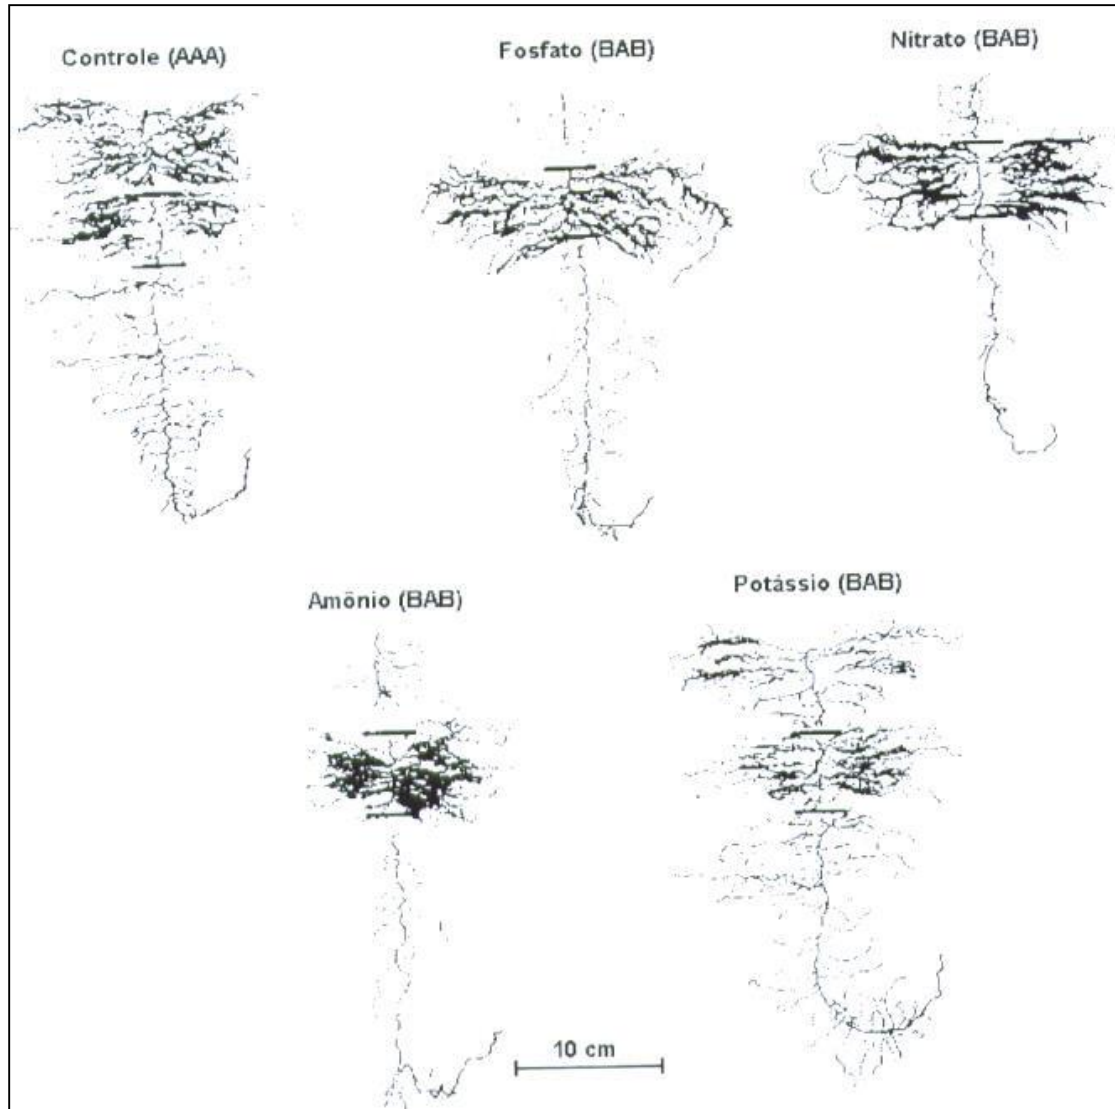 Controle (AAA)
Fosfato (BAB)
Nitrato (BAB)
Amônio (BAB)
Potássio (BAB)
10 cm